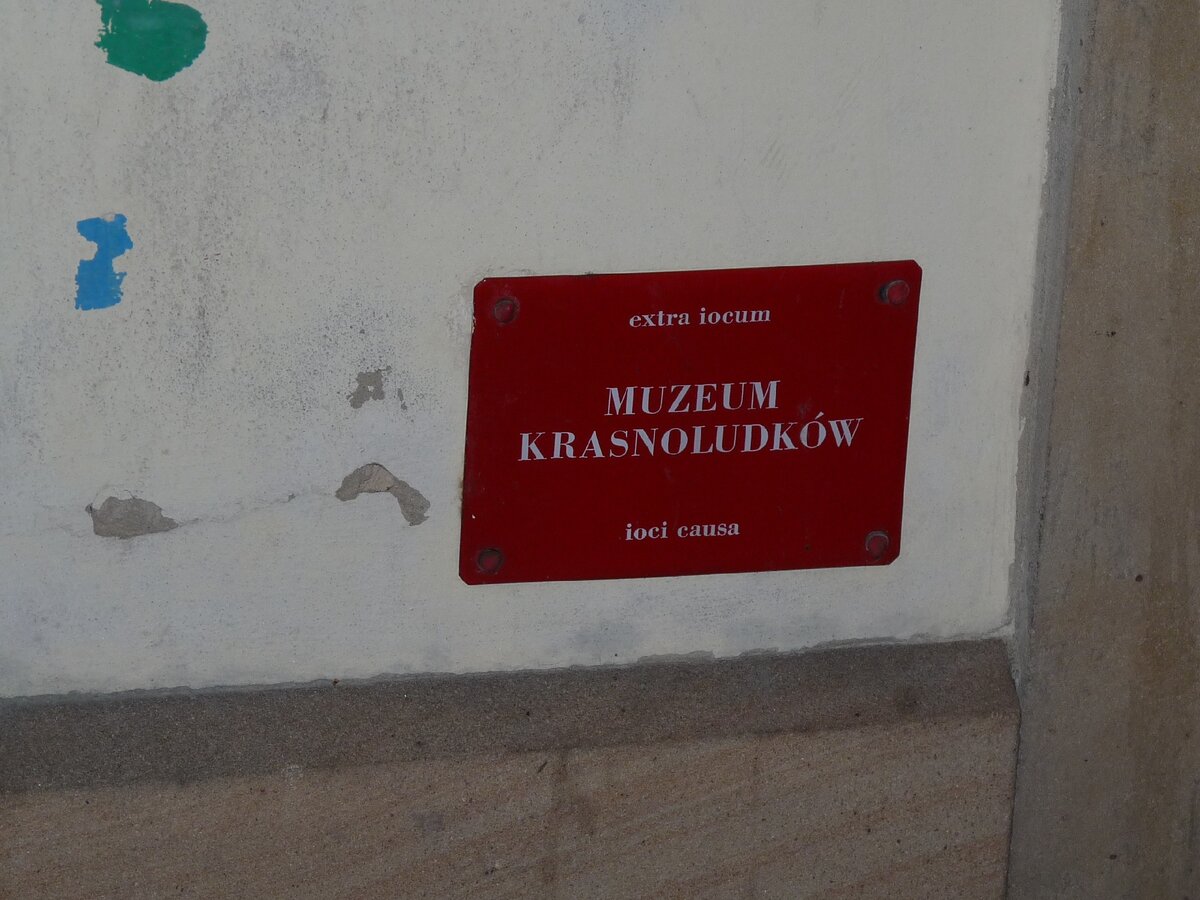 extra iocum
MUZEUM
KRASNOLUDKÓW
ioci causa